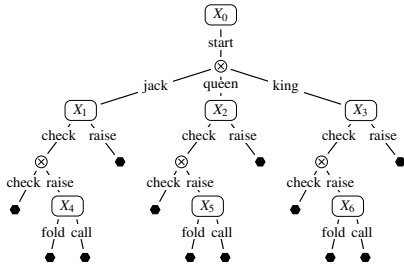 X0
start
jack queen king
X1 X2 X3
check raise check raise check raise
check raise check raise check raise
X4 X5 X6
fold call fold call fold call